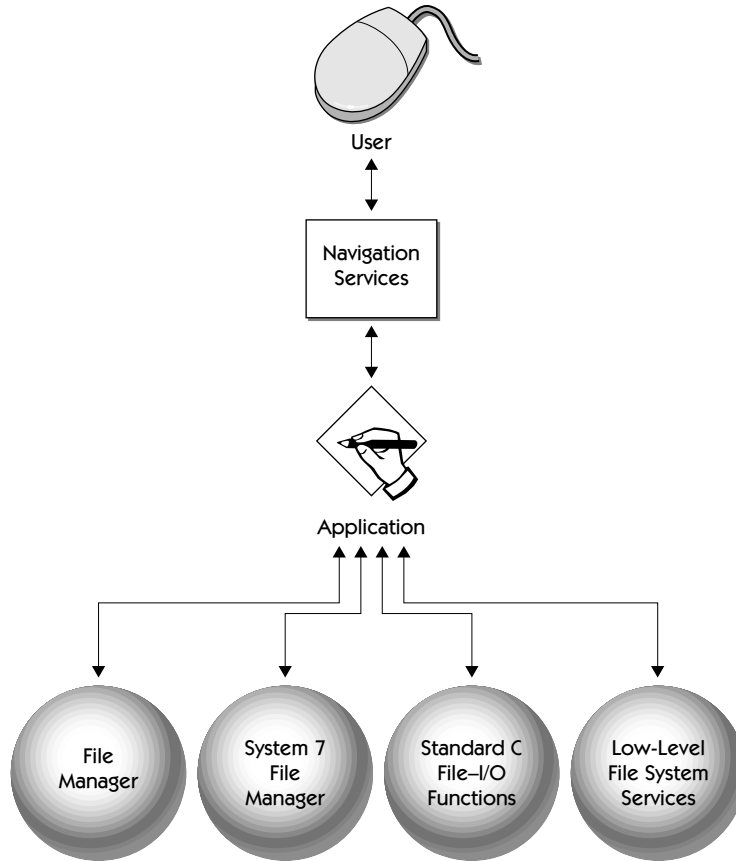 User
Navigation
Services
Application
File
Manager
System 7
File
Manager
Standard C
File–I/O
Functions
Low-Level
File System
Services